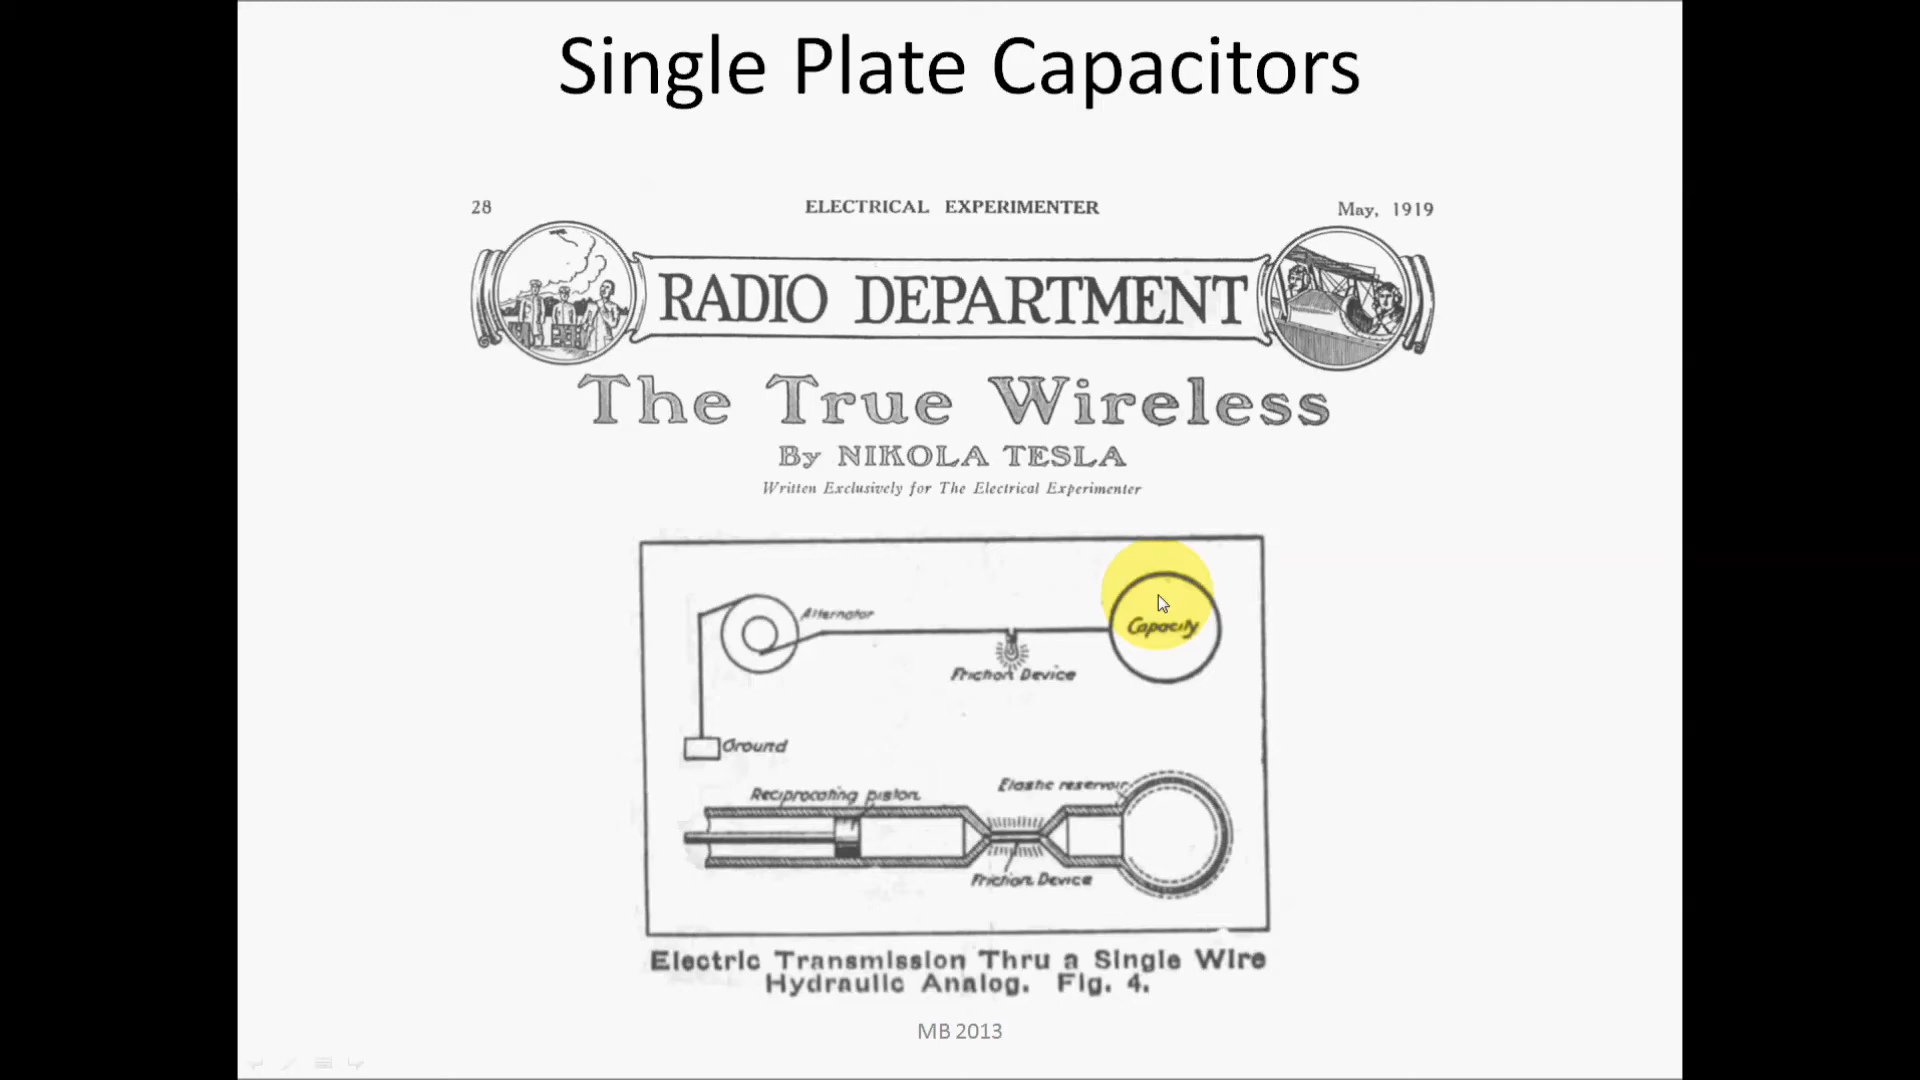 Single Plate Capacitors
28 ELECTRICAL EXPERIMENTER May, 1919
RADIO DEPARTMENT
The True Wireless
By NIKOLA TESLA
Written Exclusively for The Electrical Experimenter
Alternator
Capacity
Friction Device
Ground
Reciprocating piston
Elastic reservoir
Friction Device
Electric Transmission Thru a Single Wire
Hydraulic Analog. Fig. 4.
MB 2013